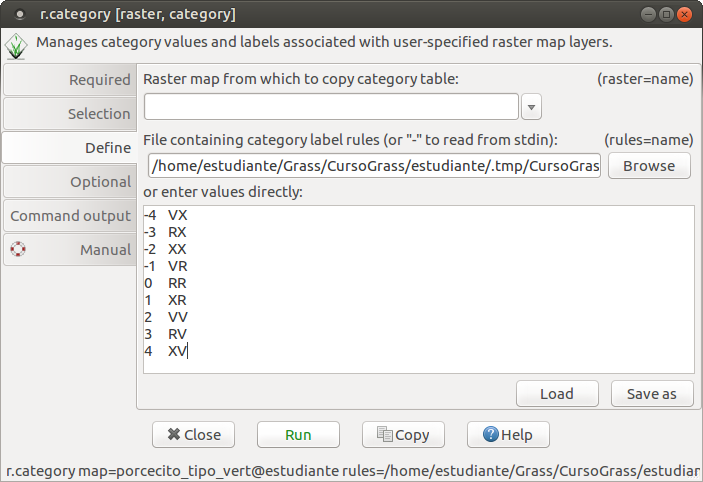 r.category [raster, category]
Manages category values and labels associated with user-specified raster map layers.
Required
Selection
Define
Optional
Command output
Manual
Raster map from which to copy category table: (raster=name)
File containing category label rules (or "-" to read from stdin): (rules=name)
/home/estudiante/Grass/CursoGrass/estudiante/.tmp/CursoGras
Browse
or enter values directly:
-4 VX
-3 RX
-2 XX
-1 VR
0 RR
1 XR
2 VV
3 RV
4 XV
Load Save as
Close Run Copy Help
r.category map=porcecito_tipo_vert@estudiante rules=/home/estudiante/Grass/CursoGrass/estudian